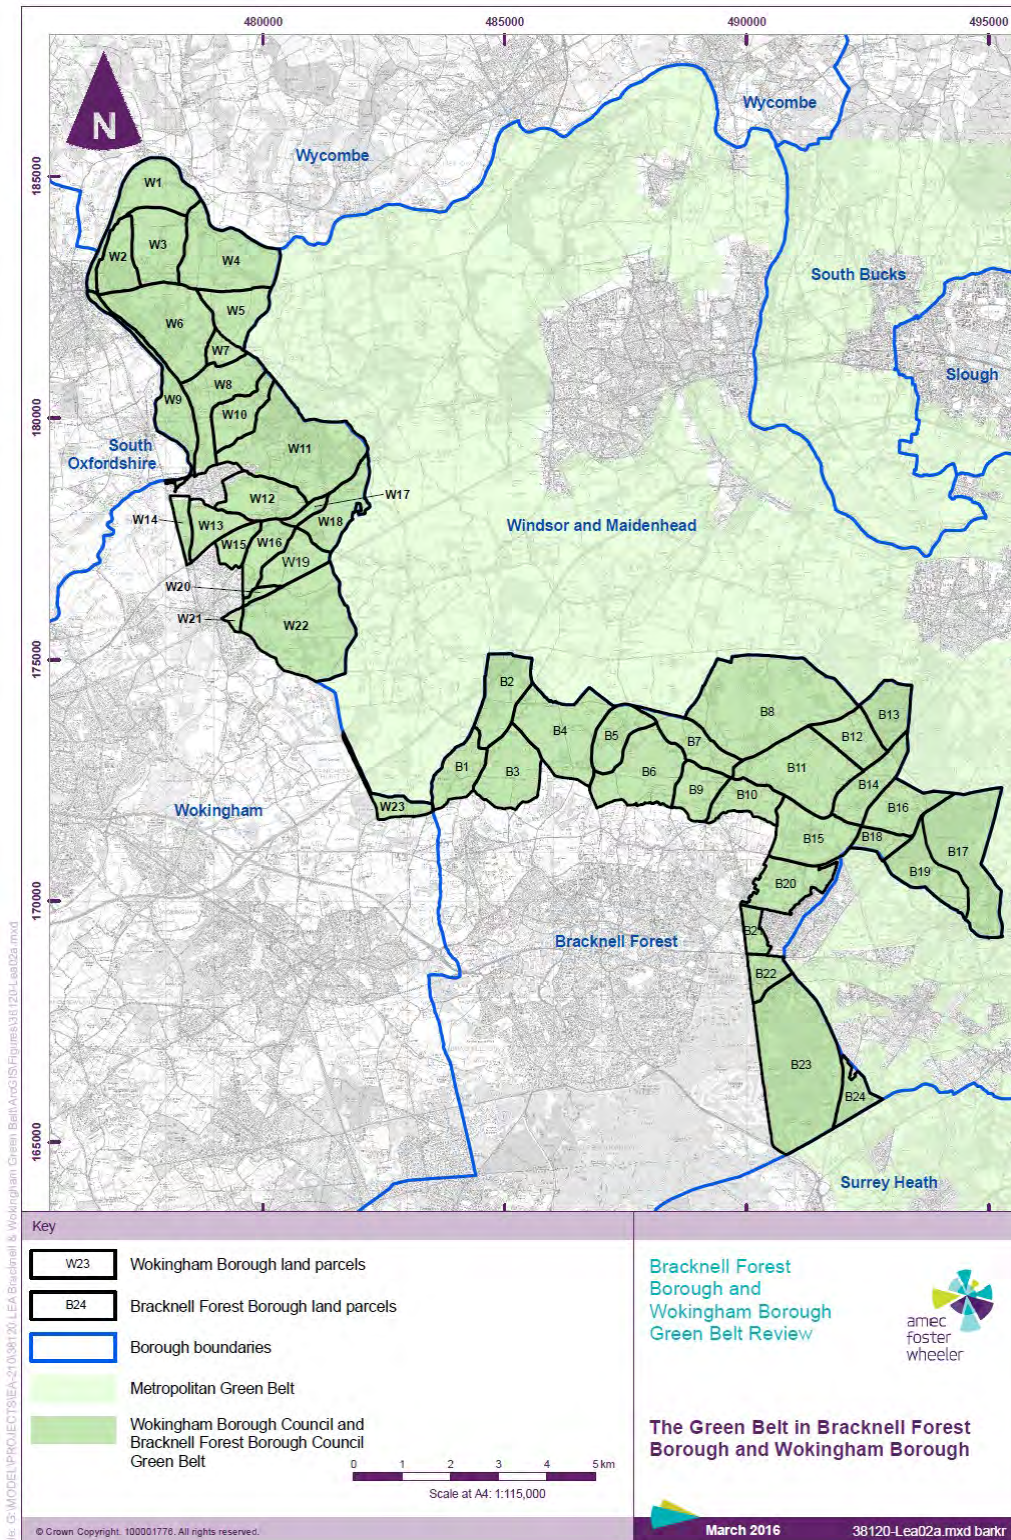 480000
485000
490000
495000
185000
180000
175000
170000
165000
N
Wycombe
Wycombe
South Bucks
Slough
South
Oxfordshire
Windsor and Maidenhead
Wokingham
Bracknell Forest
Surrey Heath
W1
W2
W3
W4
W5
W6
W7
W8
W9
W10
W11
W12
W17
W14
W13
W18
W15
W16
W19
W20
W21
W22
W23
B2
B1
B3
B4
B5
B6
B7
B8
B13
B12
B11
B9
B10
B14
B16
B15
B18
B17
B19
B20
B21
B22
B23
B24
Key
W23
Wokingham Borough land parcels
B24
Bracknell Forest Borough land parcels
Borough boundaries
Metropolitan Green Belt
Wokingham Borough Council and
Bracknell Forest Borough Council
Green Belt
0 1 2 3 4 5 km
Scale at A4: 1:115,000
© Crown Copyright. 100001776. All rights reserved.
Bracknell Forest
Borough and
Wokingham Borough
Green Belt Review
amec
foster
wheeler
The Green Belt in Bracknell Forest
Borough and Wokingham Borough
March 2016
38120-Lea02a.mxd barkr